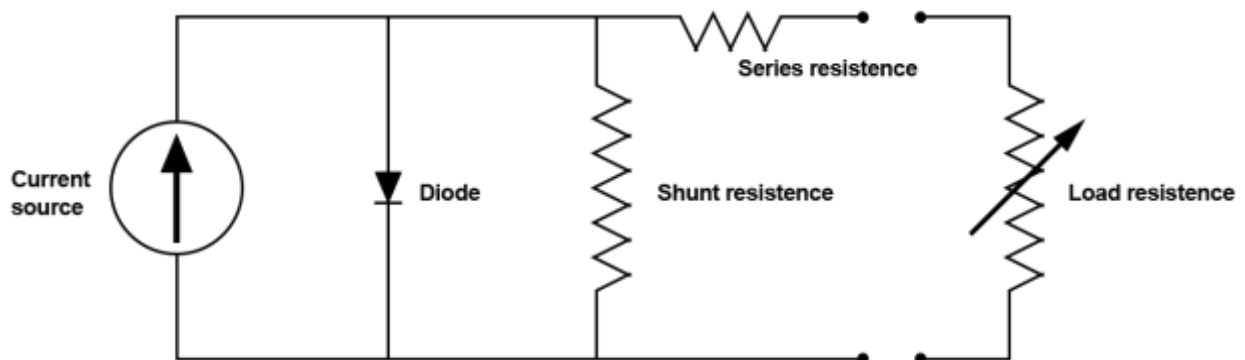 Series resistence
Current
source
Diode
Shunt resistence
Load resistence